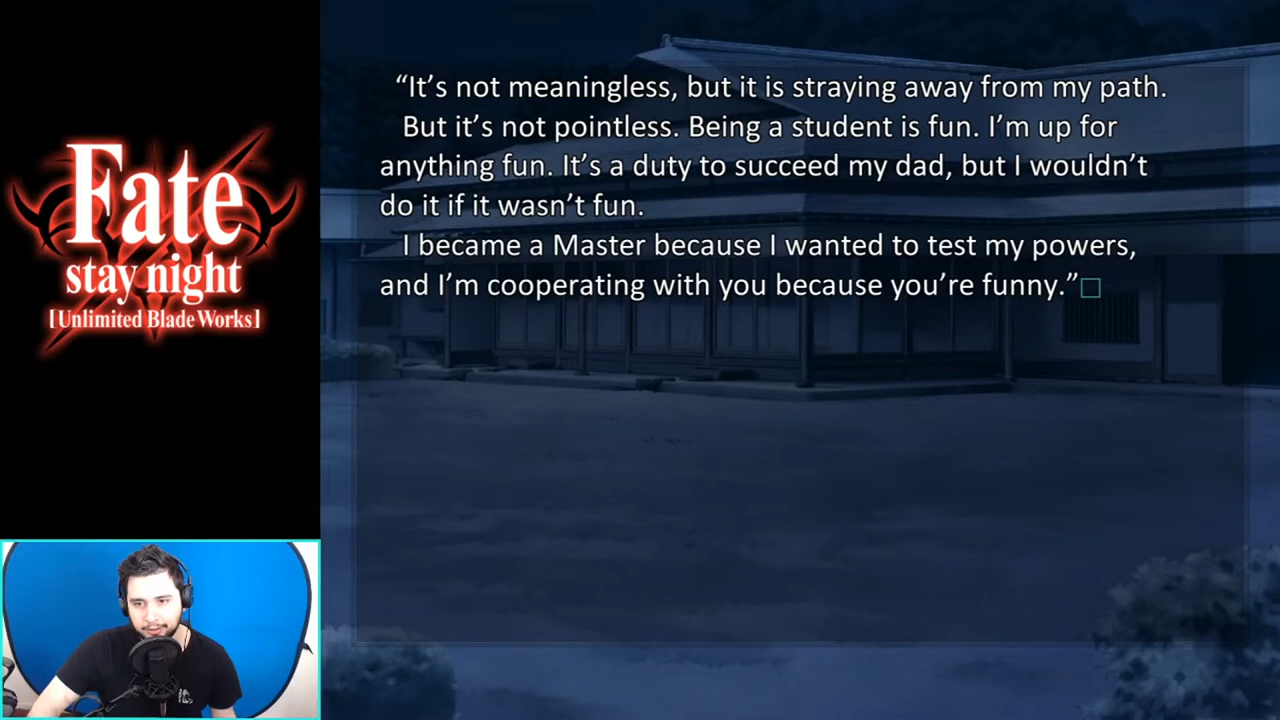 Fate
stay night
[Unlimited Blade Works]
“It’s not meaningless, but it is straying away from my path.
But it’s not pointless. Being a student is fun. I’m up for
anything fun. It’s a duty to succeed my dad, but I wouldn’t
do it if it wasn’t fun.
I became a Master because I wanted to test my powers,
and I’m cooperating with you because you’re funny.”